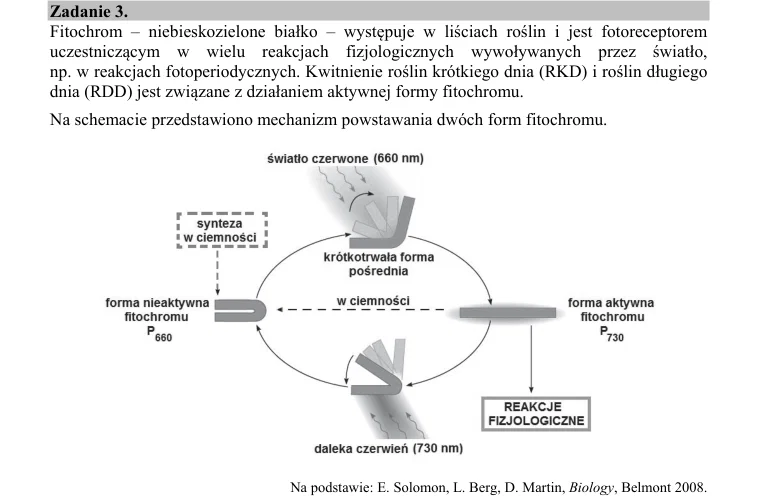 Zadanie 3.
Fitochrom – niebieskozielone białko – występuje w liściach roślin i jest fotoreceptorem
uczestniczącym w wielu reakcjach fizjologicznych wywoływanych przez światło,
np. w reakcjach fotoperiodycznych. Kwitnienie roślin krótkiego dnia (RKD) i roślin długiego
dnia (RDD) jest związane z działaniem aktywnej formy fitochromu.
Na schemacie przedstawiono mechanizm powstawania dwóch form fitochromu.
światło czerwone (660 nm)
synteza
w ciemności
krótkotrwała forma
pośrednia
forma nieaktywna
fitochromu
P660
w ciemności
forma aktywna
fitochromu
P730
REAKCJE
FIZJOLOGICZNE
daleka czerwień (730 nm)
Na podstawie: E. Solomon, L. Berg, D. Martin, Biology, Belmont 2008.